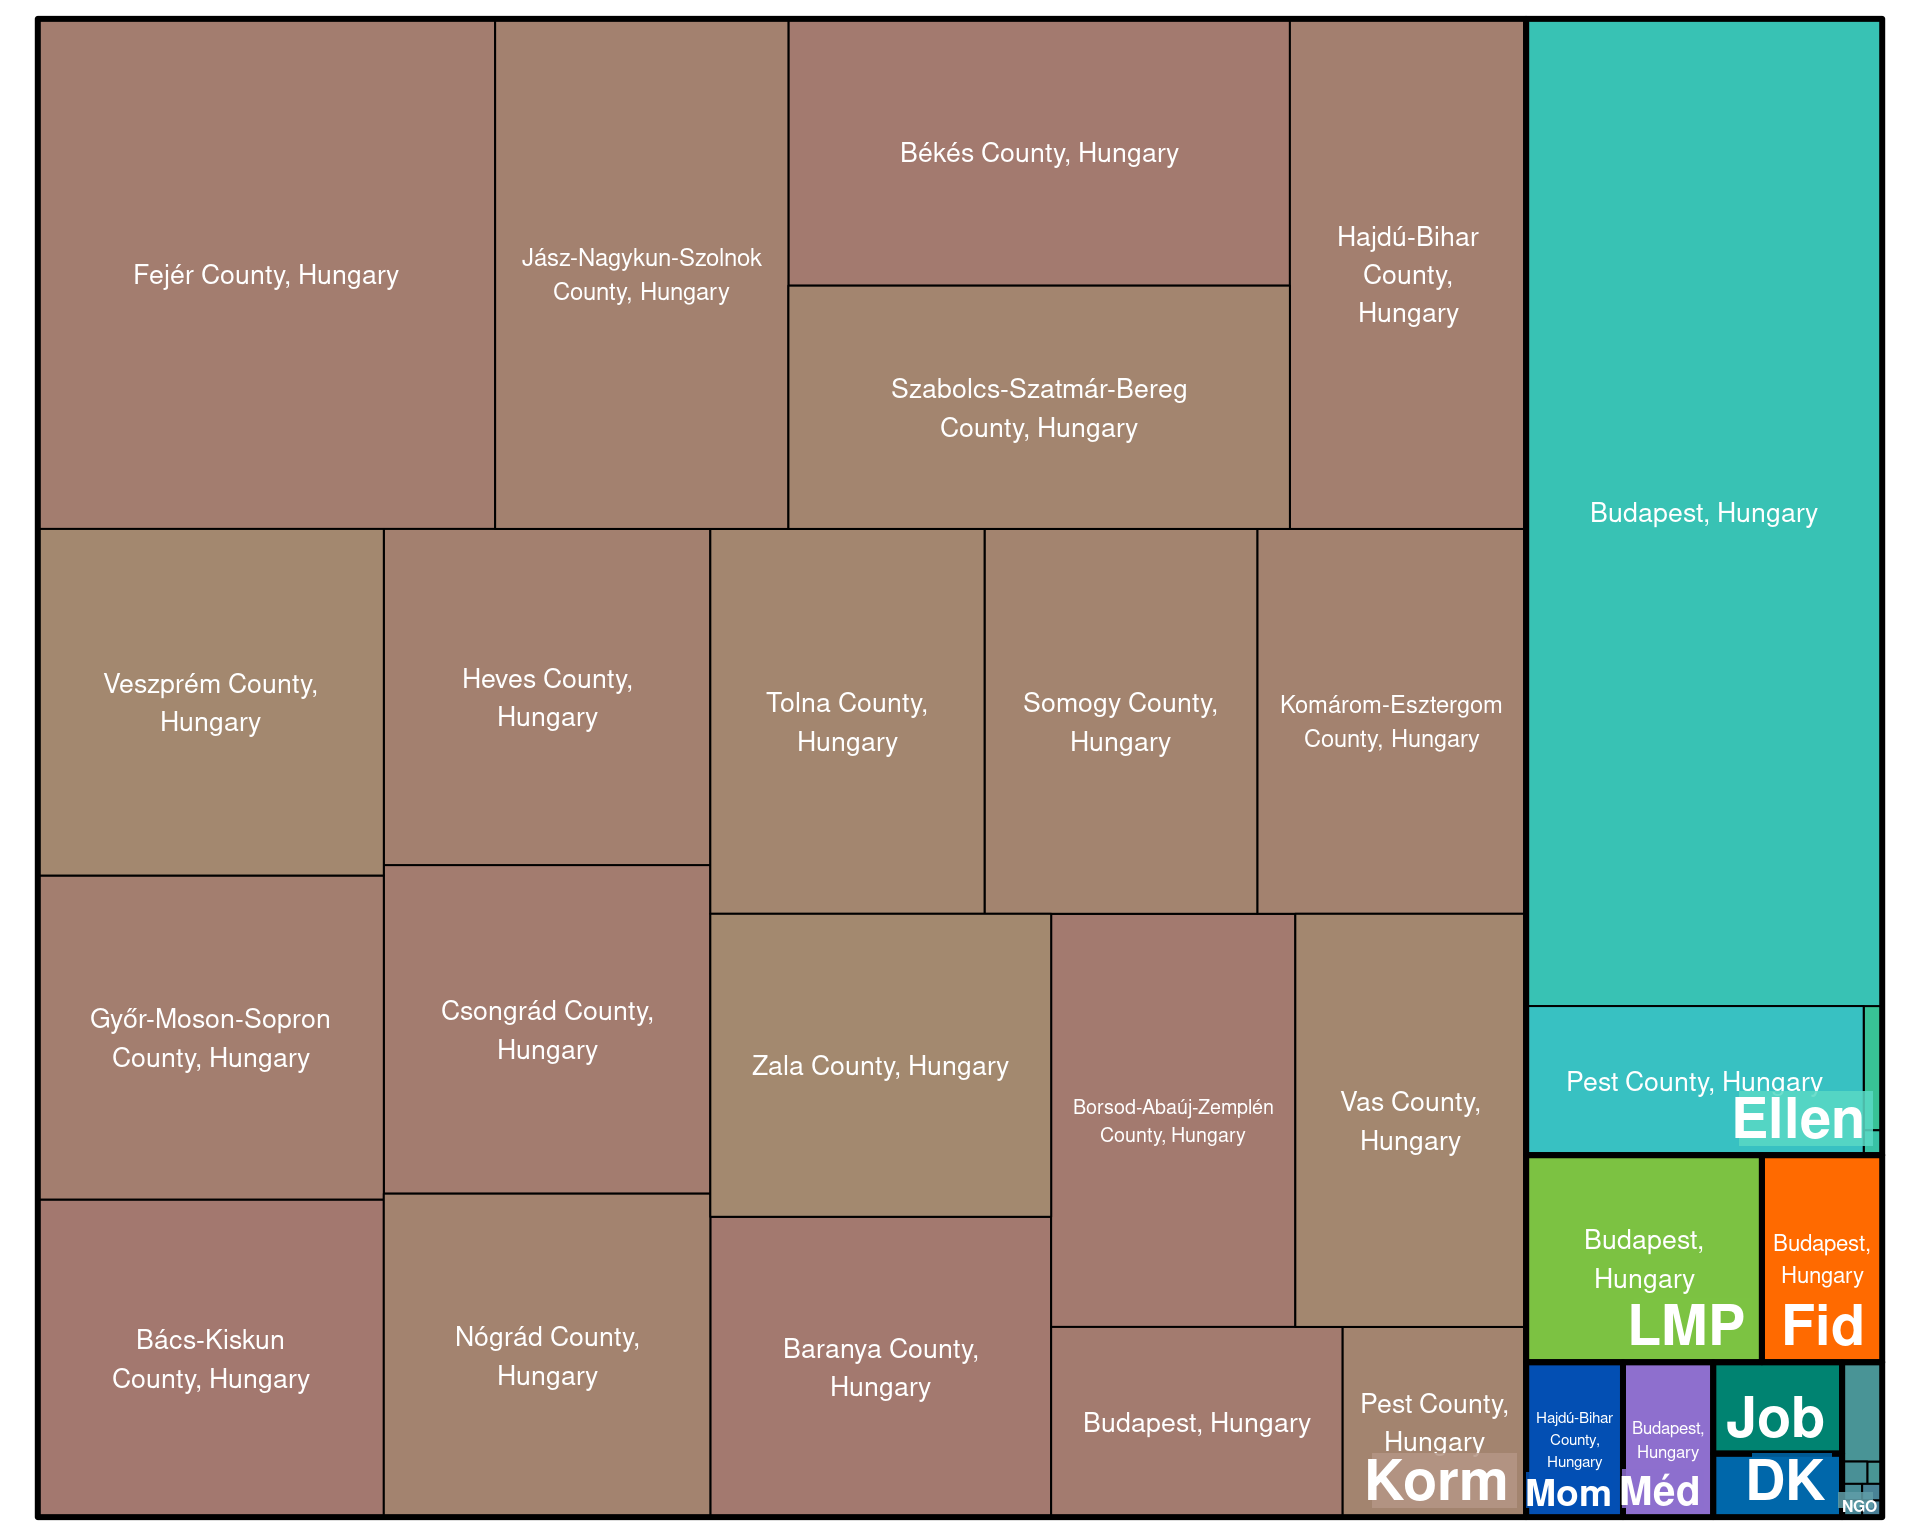 Fejér County, Hungary
Jász-Nagykun-Szolnok
County, Hungary
Békés County, Hungary
Szabolcs-Szatmár-Bereg
County, Hungary
Hajdú-Bihar
County,
Hungary
Veszprém County,
Hungary
Heves County,
Hungary
Tolna County,
Hungary
Somogy County,
Hungary
Komárom-Esztergom
County, Hungary
Győr-Moson-Sopron
County, Hungary
Csongrád County,
Hungary
Zala County, Hungary
Borsod-Abaúj-Zemplén
County, Hungary
Vas County,
Hungary
Bács-Kiskun
County, Hungary
Nógrád County,
Hungary
Baranya County,
Hungary
Budapest, Hungary
Pest County,
Hungary
Korm
Budapest, Hungary
Pest County, Hungary
Ellen
Budapest,
Hungary
LMP
Budapest,
Hungary
Fid
Hajdú-Bihar
County,
Hungary
Mom
Budapest,
Hungary
Méd
Job
DK
NGO